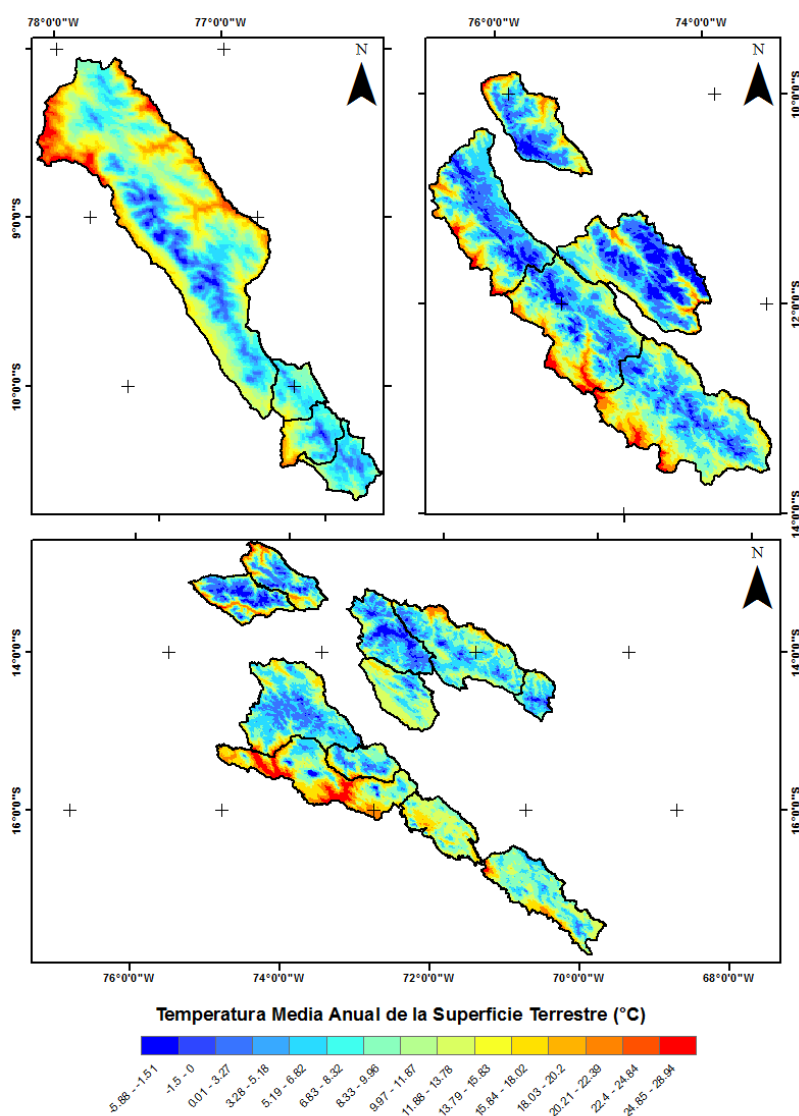 78°0'0"W 77°0'0"W
76°0'0"W 74°0'0"W
N
N
9°0'0"S
10°0'0"S
10°0'0"S
12°0'0"S
14°0'0"S
N
14°0'0"S
16°0'0"S
14°0'0"S
16°0'0"S
76°0'0"W 74°0'0"W 72°0'0"W 70°0'0"W 68°0'0"W
Temperatura Media Anual de la Superficie Terrestre (°C)
-5.88 - -1.51
-1.5 - 0
0.01 - 3.27
3.28 - 5.18
5.19 - 6.82
6.83 - 8.32
8.33 - 9.96
9.97 - 11.87
11.88 - 13.78
13.79 - 15.83
15.84 - 18.02
18.03 - 20.2
20.21 - 22.39
22.4 - 24.84
24.85 - 28.94